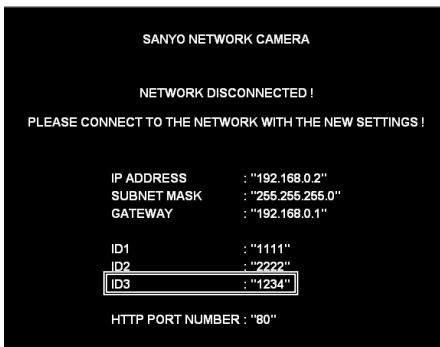 SANYO NETWORK CAMERA
NETWORK DISCONNECTED !
PLEASE CONNECT TO THE NETWORK WITH THE NEW SETTINGS !
IP ADDRESS : "192.168.0.2"
SUBNET MASK : "255.255.255.0"
GATEWAY : "192.168.0.1"
ID1 : "1111"
ID2 : "2222"
ID3 : "1234"
HTTP PORT NUMBER : "80"